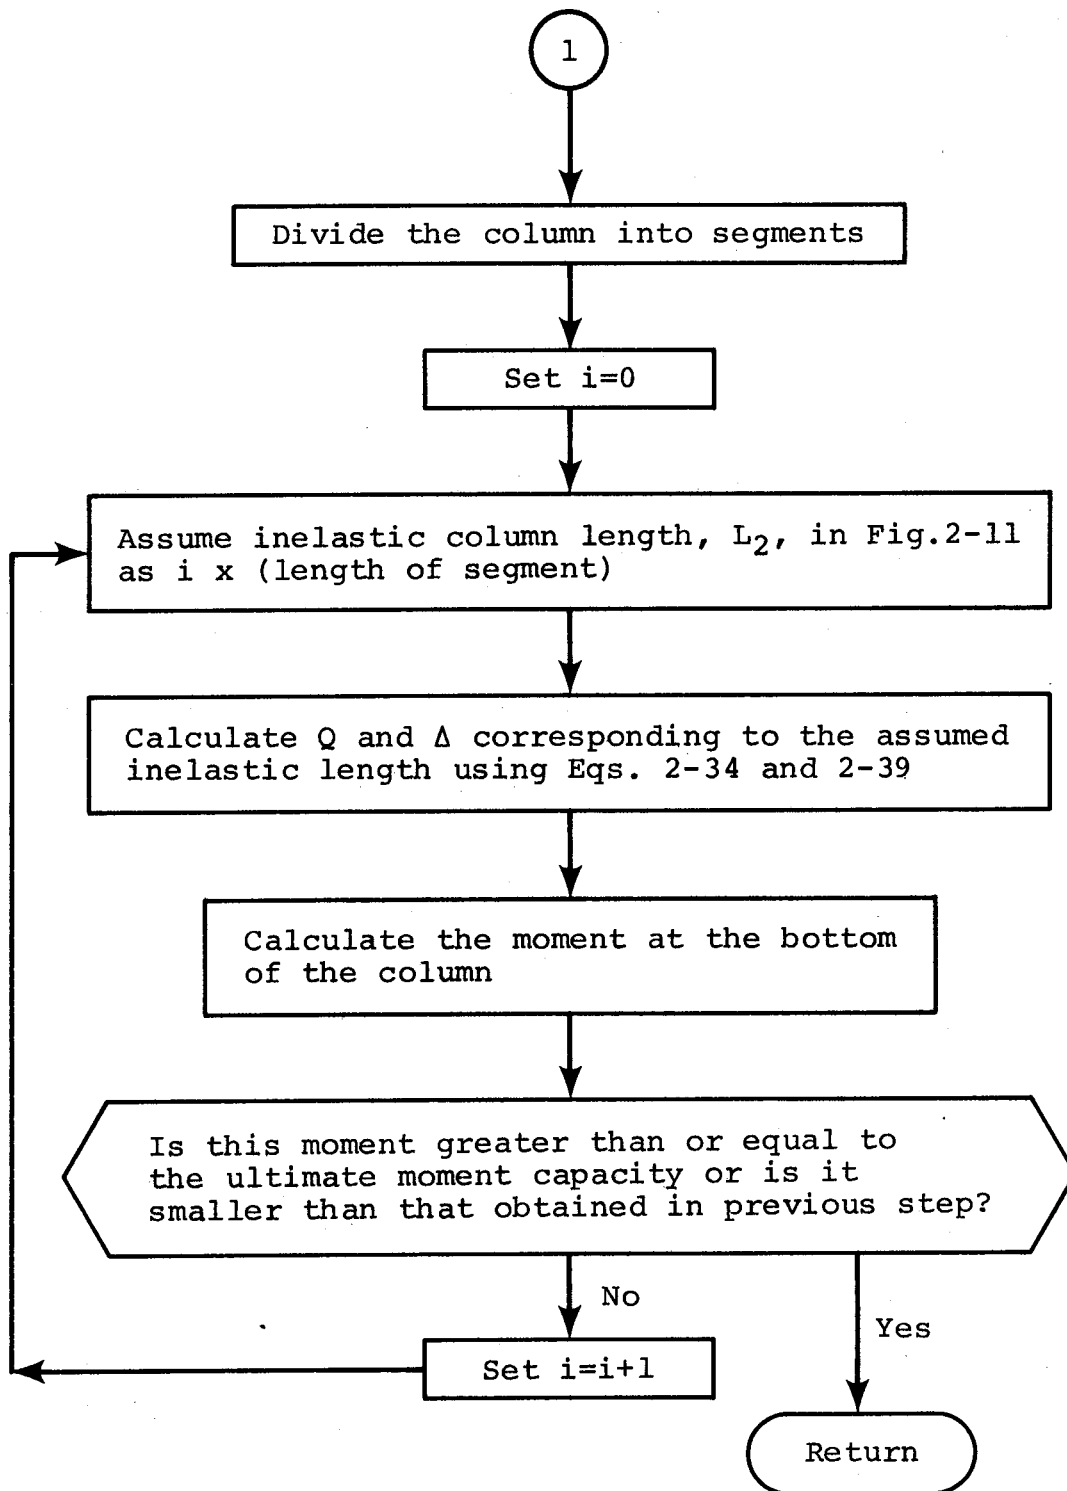 1
Divide the column into segments
Set i=0
Assume inelastic column length, L₂, in Fig.2-11
as i x (length of segment)
Calculate Q and Δ corresponding to the assumed
inelastic length using Eqs. 2-34 and 2-39
Calculate the moment at the bottom
of the column
Is this moment greater than or equal to
the ultimate moment capacity or is it
smaller than that obtained in previous step?
No
Yes
Set i=i+1
Return